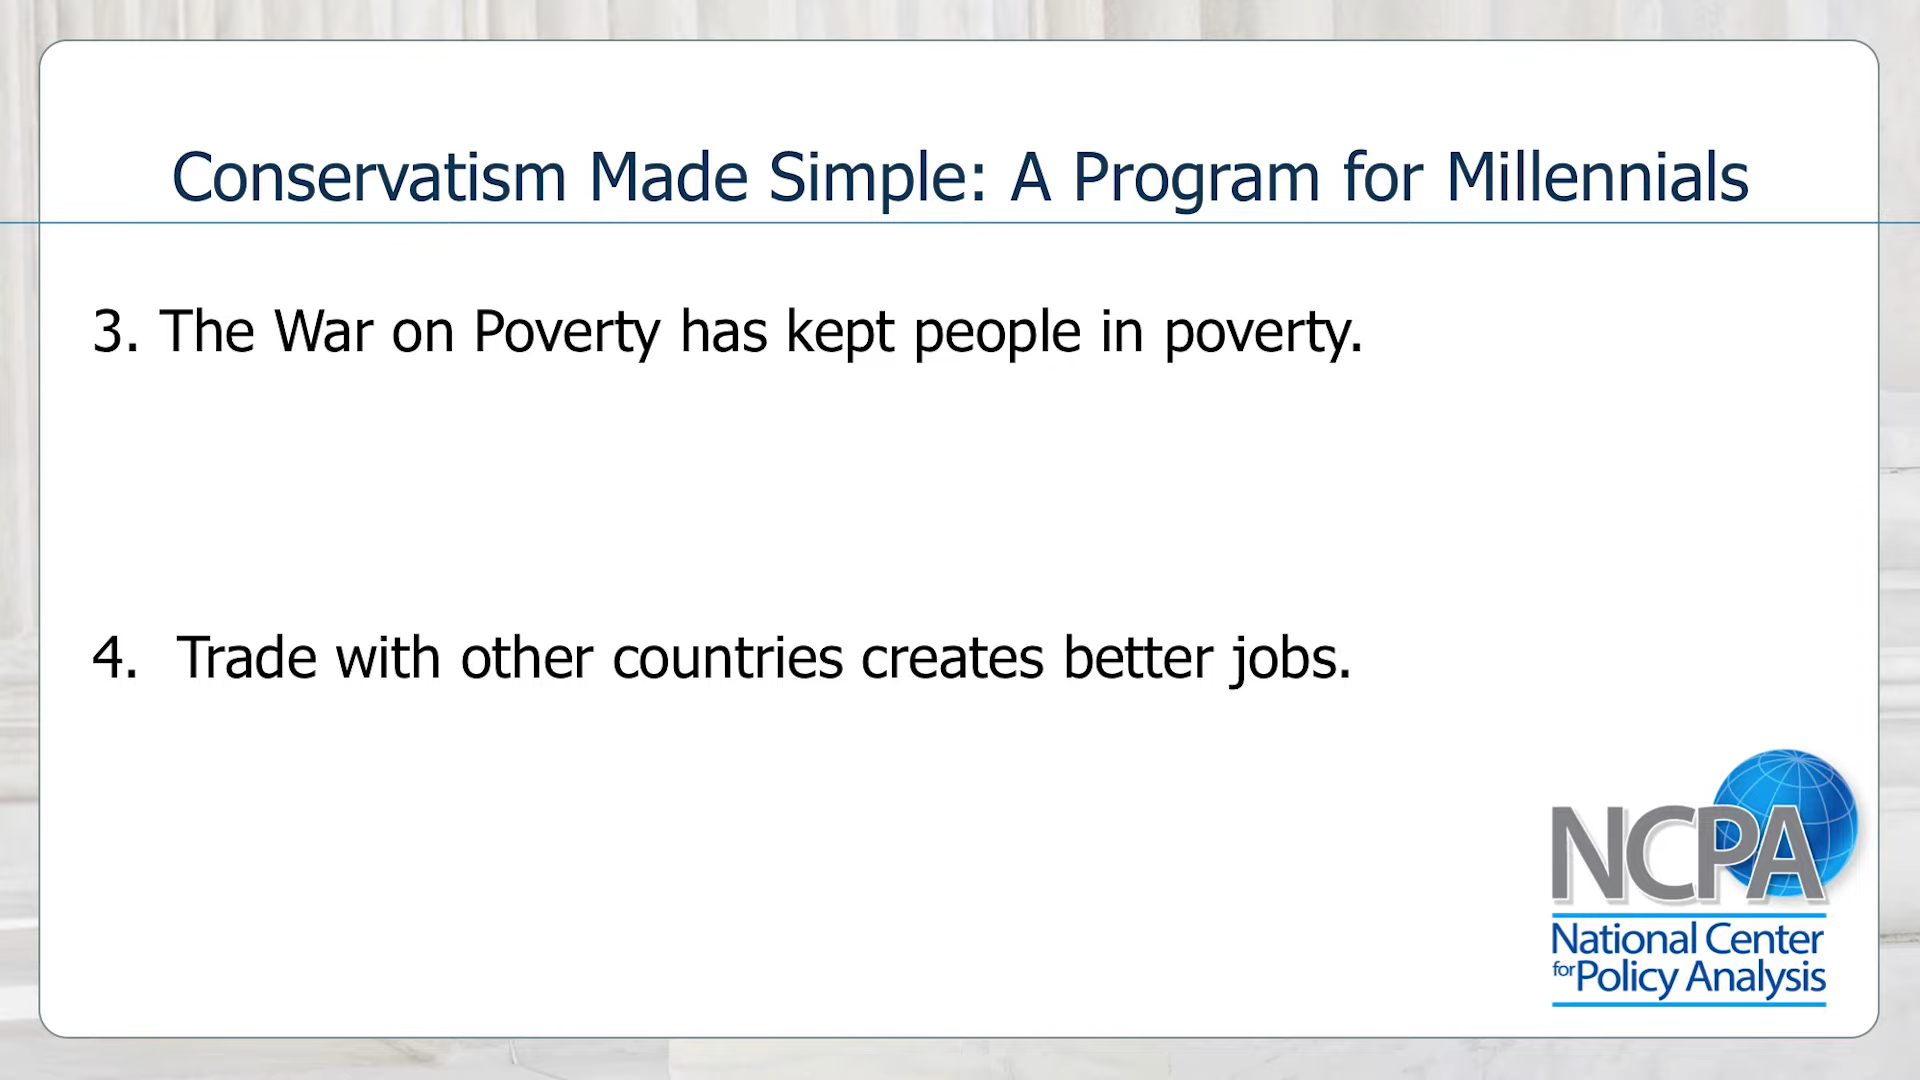 Conservatism Made Simple: A Program for Millennials
3. The War on Poverty has kept people in poverty.
4. Trade with other countries creates better jobs.
NCPA
National Center
for Policy Analysis